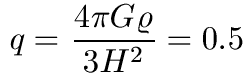 q = \frac{4\pi G\varrho}{3H^2} = 0.5